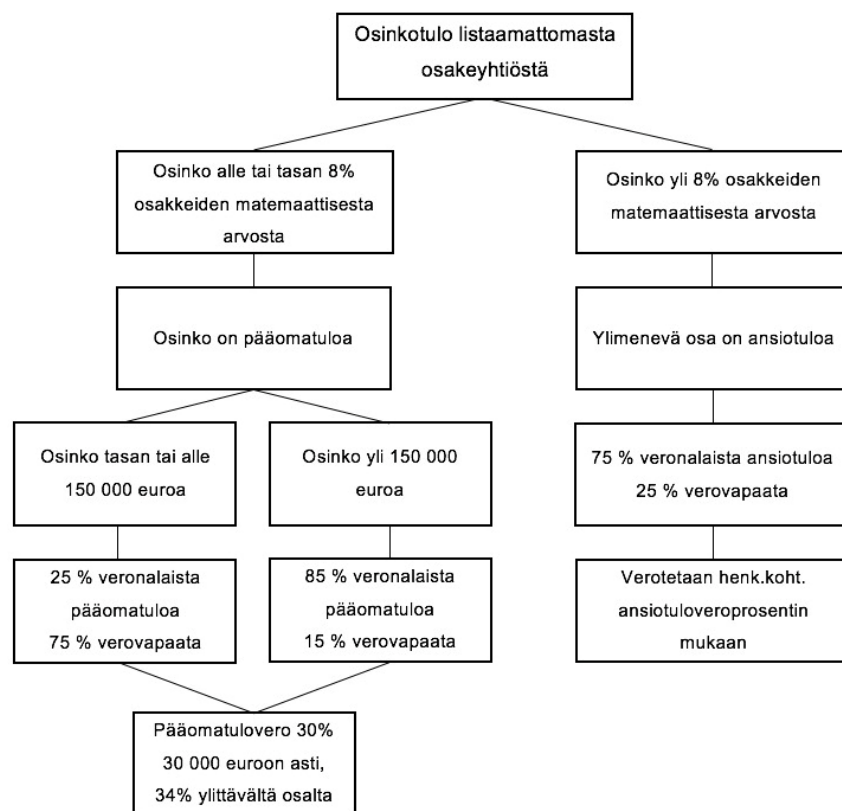 Osinkotulo listaamattomasta
osakeyhtiöstä
Osinko alle tai tasan 8%
osakkeiden matemaattisesta
arvosta
Osinko yli 8% osakkeiden
matemaattisesta arvosta
Osinko on pääomatuloa
Ylimenevä osa on ansiotuloa
Osinko tasan tai alle
150 000 euroa
Osinko yli 150 000
euroa
75 % veronalaista ansiotuloa
25 % verovapaata
25 % veronalaista
pääomatuloa
75 % verovapaata
85 % veronalaista
pääomatuloa
15 % verovapaata
Verotetaan henk.koht.
ansiotuloveroprosentin
mukaan
Pääomatulovero 30%
30 000 euroon asti,
34% ylittävältä osalta